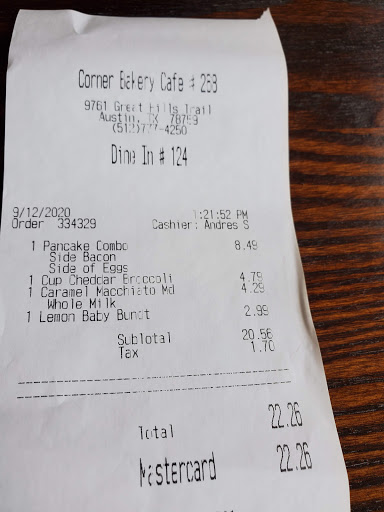 Corner Bakery Cafe # 258
9761 Great Hills Trail
Austin, TX 78759
(512)777-4250
Dine In # 124
9/12/2020 1:21:52 PM
Order 334329 Cashier: Andres S
1 Pancake Combo 8.49
Side Bacon
Side of Eggs
1 Cup Cheddar Broccoli 4.79
1 Caramel Macchiato Md 4.29
Whole Milk
1 Lemon Baby Bundt 2.99
Subtotal 20.56
Tax 1.70
Total 22.26
Mastercard 22.26